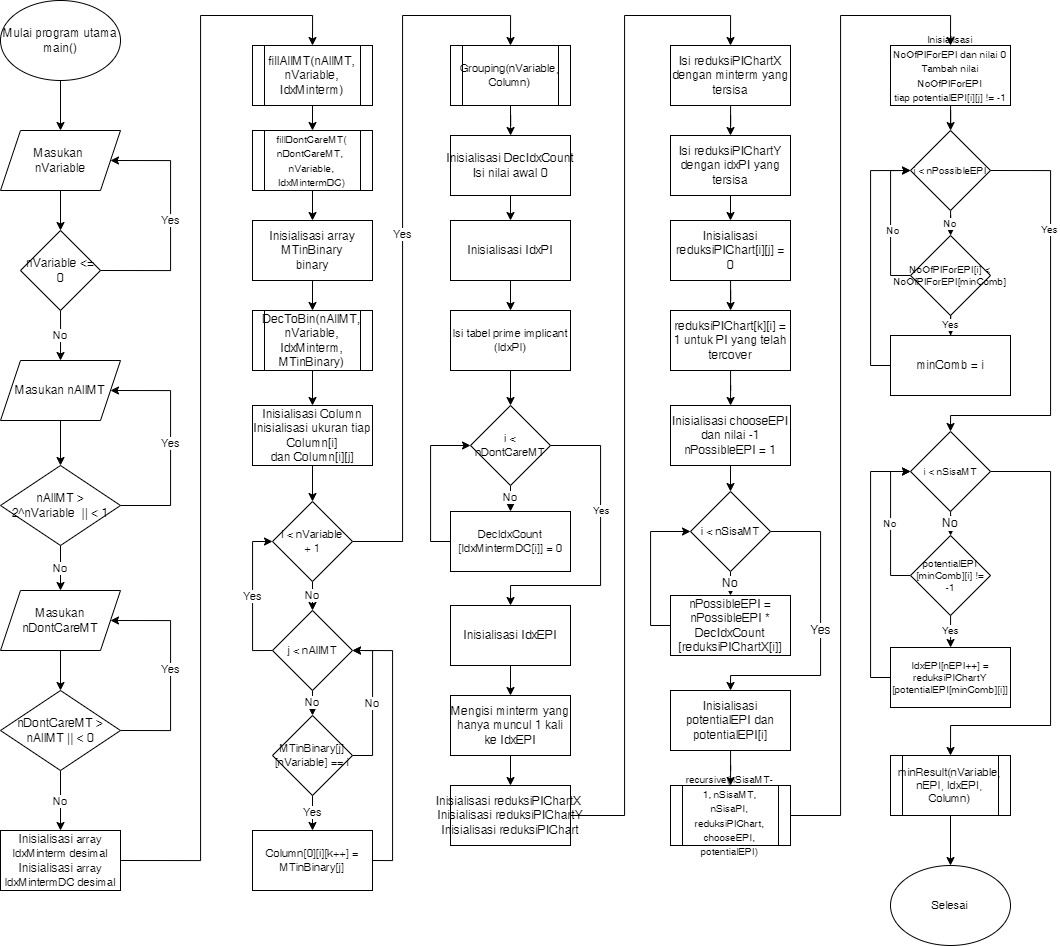 Mulai program utama
main()
Masukan
nVariable
Yes
nVariable <=
0
No
Masukan nAllMT
Yes
nAllMT >
2^nVariable || < 1
No
Masukan
nDontCareMT
Yes
nDontCareMT >
nAllMT || < 0
No
Inisialisasi array
IdxMinterm desimal
Inisialisasi array
IdxMintermDC desimal
fillAllMT(nAllMT,
nVariable,
IdxMinterm)
fillDontCareMT(
nDontCareMT,
nVariable,
IdxMintermDC)
Inisialisasi array
MTinBinary
binary
DecToBin(nAllMT,
nVariable,
IdxMinterm,
MTinBinary)
Inisialisasi Column
Inisialisasi ukuran tiap
Column[i]
dan Column[i][j]
i < nVariable
+ 1
Yes
No
Yes
j < nAllMT
No
No
MTinBinary[j]
[nVariable] == i
Yes
Column[0][i][k++] =
MTinBinary[j]
Grouping(nVariable,
Column)
Inisialisasi DecIdxCount
Isi nilai awal 0
Inisialisasi IdxPI
Isi tabel prime implicant
(IdxPI)
i <
nDontCareMT
No
Yes
DecIdxCount
[IdxMintermDC[i]] = 0
Inisialisasi IdxEPI
Mengisi minterm yang
hanya muncul 1 kali
ke IdxEPI
Inisialisasi reduksiPIChartX
Inisialisasi reduksiPIChartY
Inisialisasi reduksiPIChart
Isi reduksiPIChartX
dengan minterm yang
tersisa
Isi reduksiPIChartY
dengan idxPI yang
tersisa
Inisialisasi
reduksiPIChart[i][j] =
0
reduksiPIChart[k][i] =
1 untuk PI yang telah
tercover
Inisialisasi chooseEPI
dan nilai -1
nPossibleEPI = 1
i < nSisaMT
No
Yes
nPossibleEPI =
nPossibleEPI *
DecIdxCount
[reduksiPIChartX[i]]
Inisialisasi
potentialEPI dan
potentialEPI[i]
recursive(nSisaMT-
1, nSisaMT,
nSisaPI,
reduksiPIChart,
chooseEPI,
potentialEPI)
Inisialisasi
NoOfPIForEPI dan nilai 0
Tambah nilai
NoOfPIForEPI
tiap potentialEPI[i][j] != -1
i < nPossibleEPI
No
No
Yes
NoOfPIForEPI[i] <
NoOfPIForEPI[minComb]
Yes
minComb = i
i < nSisaMT
No
No
potentialEPI
[minComb][i] !=
-1
Yes
IdxEPI[nEPI++] =
reduksiPIChartY
[potentialEPI[minComb][i]]
minResult(nVariable,
nEPI, IdxEPI,
Column)
Selesai